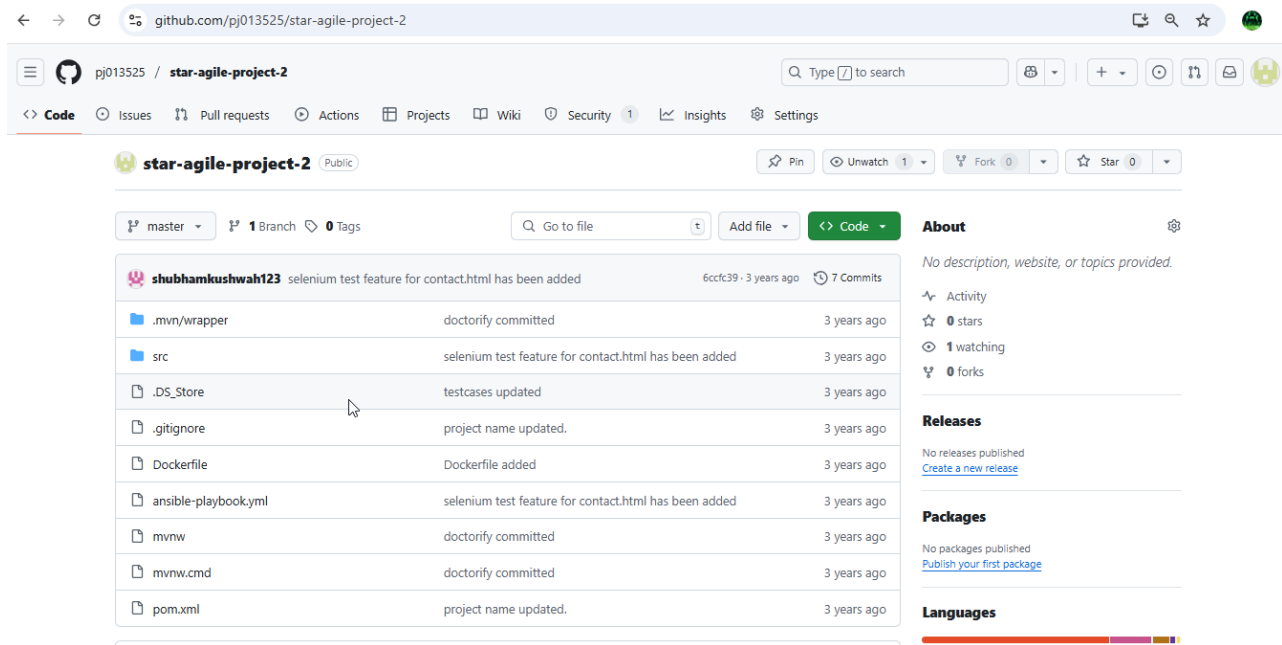 github.com/pj013525/star-agile-project-2
pj013525 / star-agile-project-2
Type / to search
Code Issues Pull requests Actions Projects Wiki Security 1 Insights Settings
star-agile-project-2 Public
Pin Unwatch 1 Fork 0 Star 0
master 1 Branch 0 Tags Go to file t Add file Code
shubhamkushwah123 selenium test feature for contact.html has been added 6ccfc39 · 3 years ago 7 Commits
.mvn/wrapper doctorify committed 3 years ago
src selenium test feature for contact.html has been added 3 years ago
.DS_Store testcases updated 3 years ago
.gitignore project name updated. 3 years ago
Dockerfile Dockerfile added 3 years ago
ansible-playbook.yml selenium test feature for contact.html has been added 3 years ago
mvnw doctorify committed 3 years ago
mvnw.cmd doctorify committed 3 years ago
pom.xml project name updated. 3 years ago
About
No description, website, or topics provided.
Activity
0 stars
1 watching
0 forks
Releases
No releases published
Create a new release
Packages
No packages published
Publish your first package
Languages